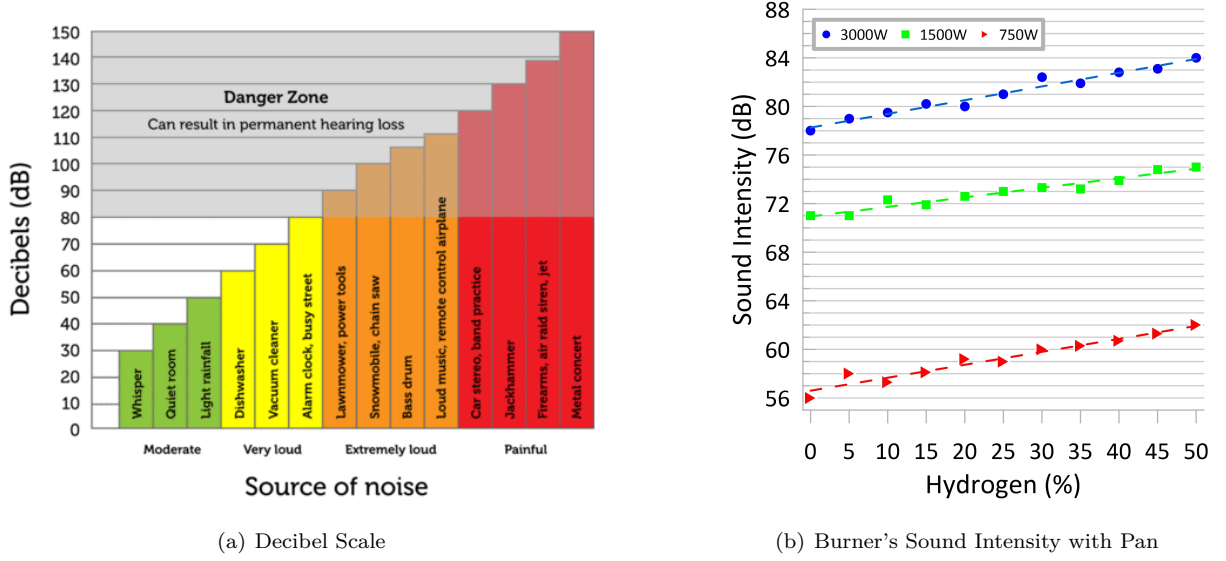 150
140
130
120
110
100
90
80
70
60
50
40
30
20
10
0
Decibels (dB)
Danger Zone
Can result in permanent hearing loss
Whisper
Quiet room
Light rainfall
Dishwasher
Vacuum cleaner
Alarm clock, busy street
Lawnmower, power tools
Snowmobile, chain saw
Bass drum
Loud music, remote control airplane
Car stereo, band practice
Jackhammer
Firearms, air raid siren, jet
Metal concert
Moderate Very loud Extremely loud Painful
Source of noise
(a) Decibel Scale
88
84
80
76
72
68
64
60
56
Sound Intensity (dB)
3000W 1500W 750W
0 5 10 15 20 25 30 35 40 45 50
Hydrogen (%)
(b) Burner's Sound Intensity with Pan